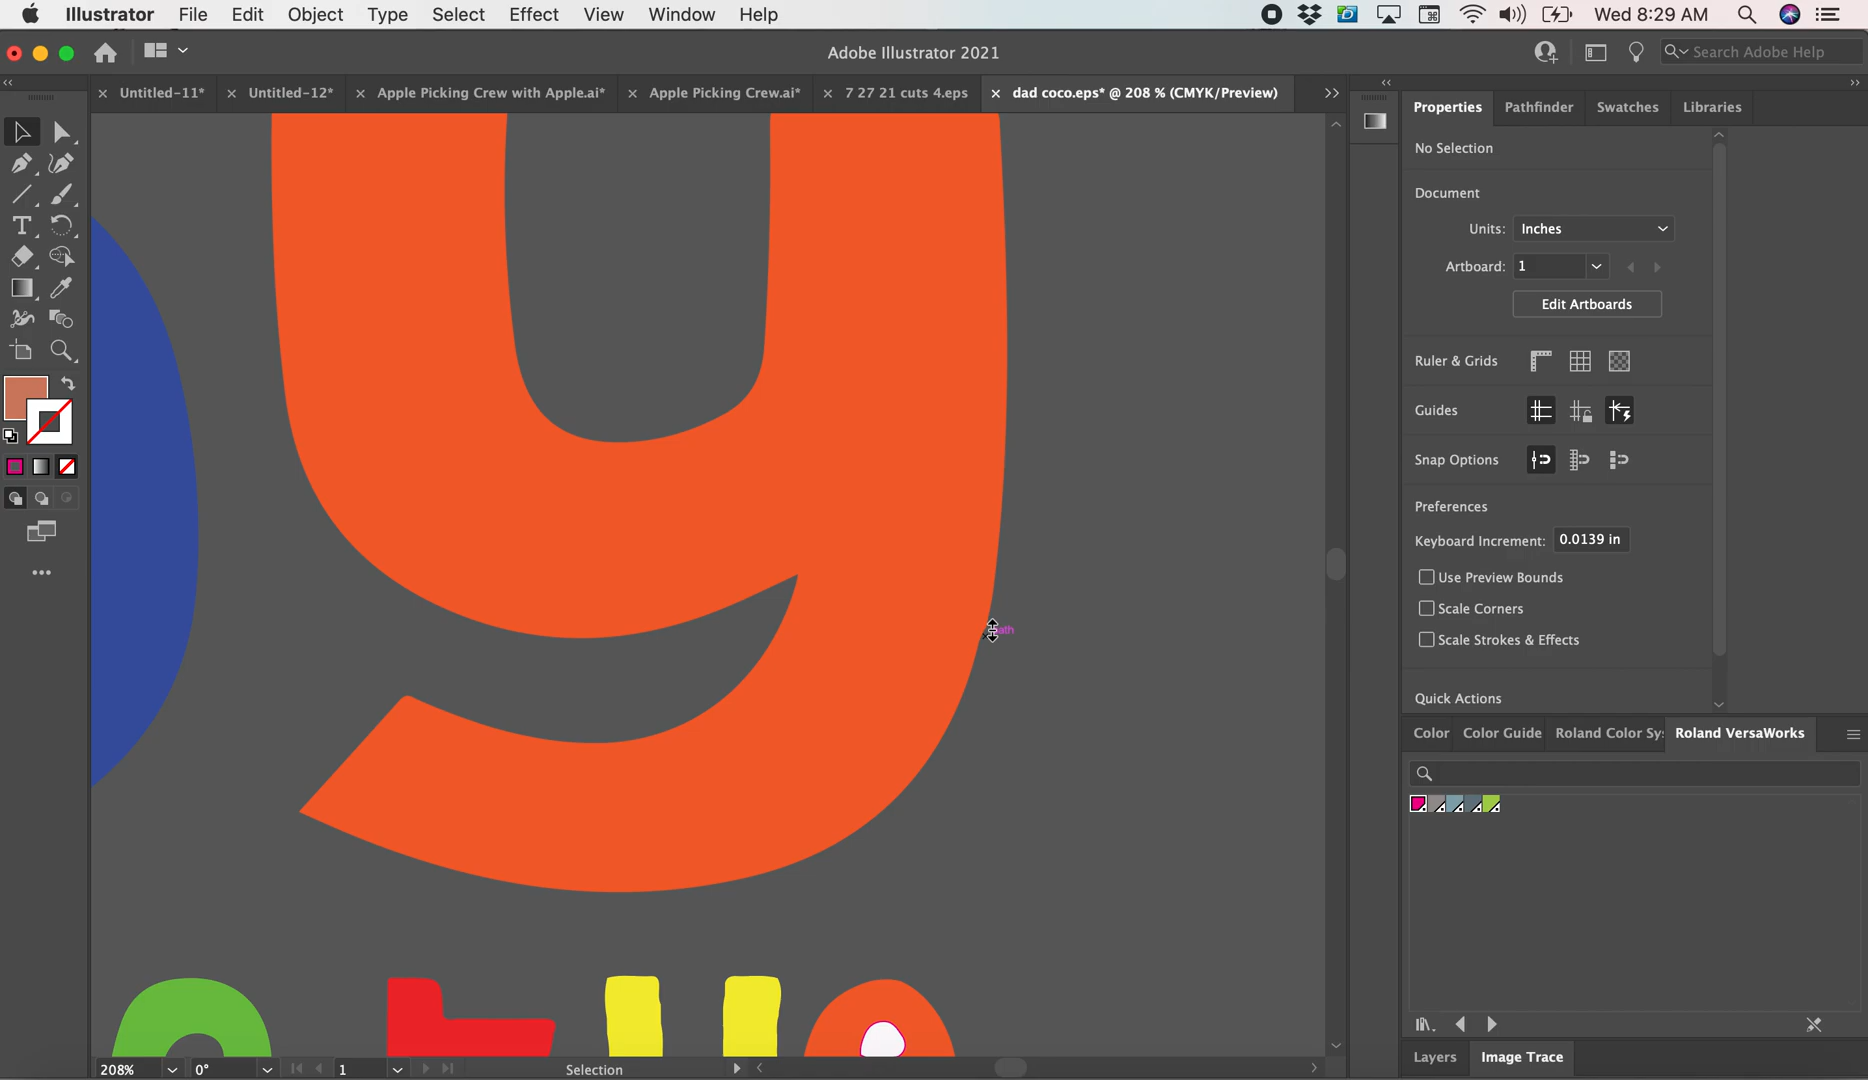 Illustrator File Edit Object Type Select Effect View Window Help Wed 8:29 AM
Adobe Illustrator 2021
Search Adobe Help
Untitled-11*
Untitled-12*
Apple Picking Crew with Apple.ai*
Apple Picking Crew.ai*
7 27 21 cuts 4.eps
dad coco.eps* @ 208 % (CMYK/Preview)
Properties Pathfinder Swatches Libraries
No Selection
Document
Units: Inches
Artboard: 1
Edit Artboards
Ruler & Grids
Guides
Snap Options
Preferences
Keyboard Increment: 0.0139 in
Use Preview Bounds
Scale Corners
Scale Strokes & Effects
Quick Actions
Color Color Guide Roland Color Sy: Roland VersaWorks
Layers Image Trace
y
208% 0° 1 Selection